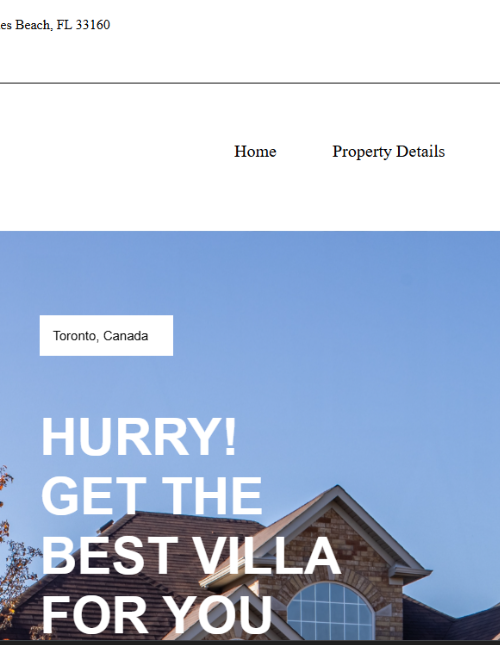 es Beach, FL 33160
Home Property Details
Toronto, Canada
HURRY!
GET THE
BEST VILLA
FOR YOU